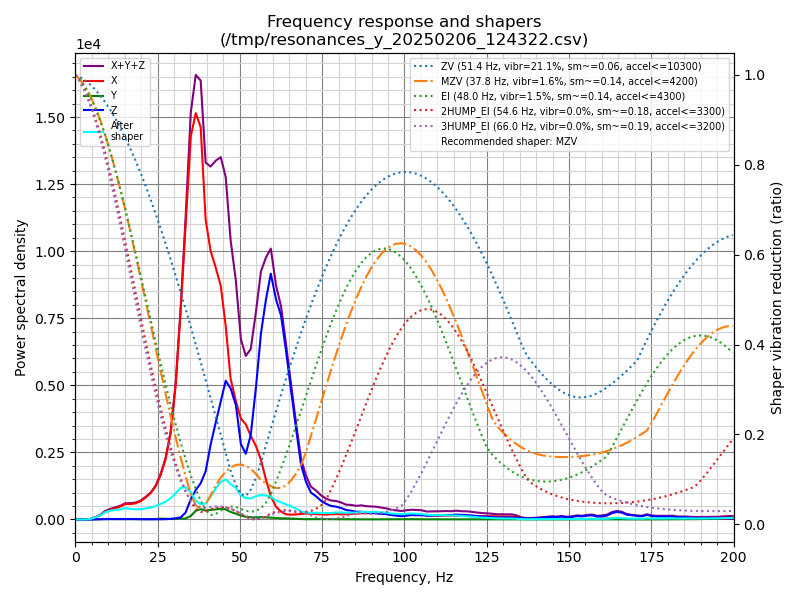 Frequency response and shapers
(/tmp/resonances_y_20250206_124322.csv)
1e4
X+Y+Z
X
Y
Z
After
shaper
ZV (51.4 Hz, vibr=21.1%, sm~=0.06, accel<=10300)
MZV (37.8 Hz, vibr=1.6%, sm~=0.14, accel<=4200)
EI (48.0 Hz, vibr=1.5%, sm~=0.14, accel<=4300)
2HUMP_EI (54.6 Hz, vibr=0.0%, sm~=0.18, accel<=3300)
3HUMP_EI (66.0 Hz, vibr=0.0%, sm~=0.19, accel<=3200)
Recommended shaper: MZV
Power spectral density
1.50
1.25
1.00
0.75
0.50
0.25
0.00
1.0
0.8
0.6
0.4
0.2
0.0
Shaper vibration reduction (ratio)
0 25 50 75 100 125 150 175 200
Frequency, Hz